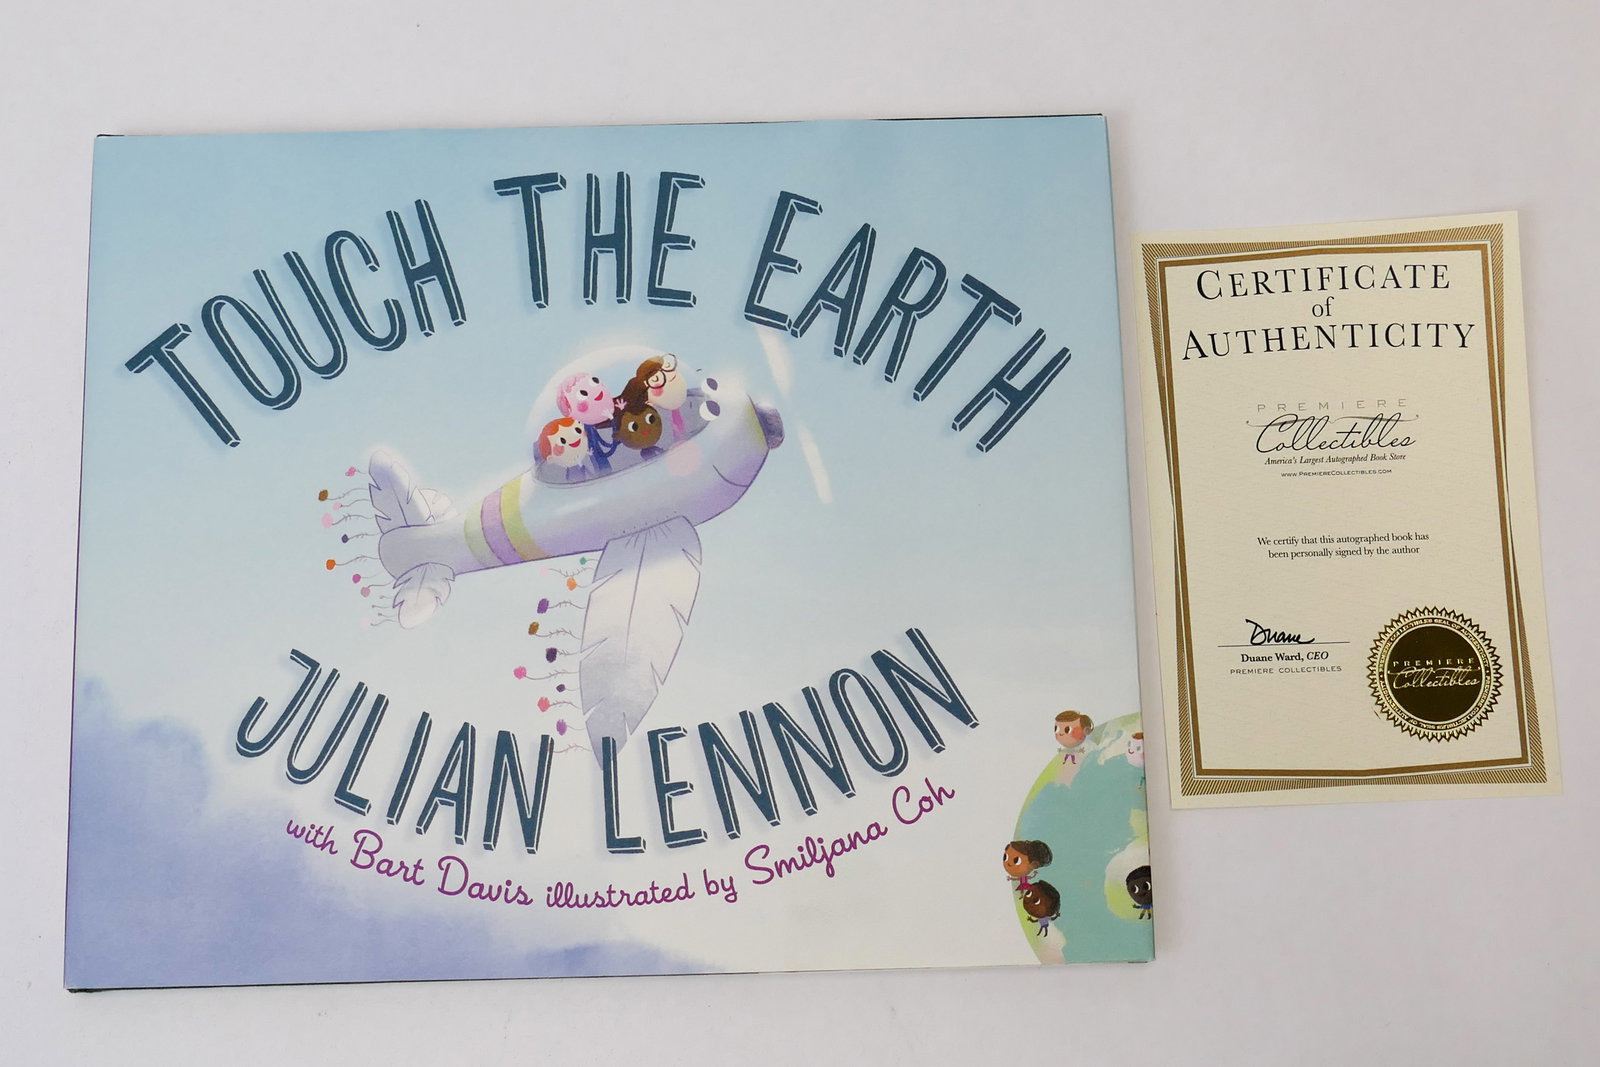 TOUCH THE EARTH
JULIAN LENNON
with Bart Davis illustrated by Smiljana Coh
CERTIFICATE
of
AUTHENTICITY
PREMIERE
Collectibles
America's Largest Autographed Book Store
www.PremiereCollectibles.com
We certify that this autographed book has
been personally signed by the author
Duane
Duane Ward, CEO
PREMIERE COLLECTIBLES
PREMIERE
Collectibles